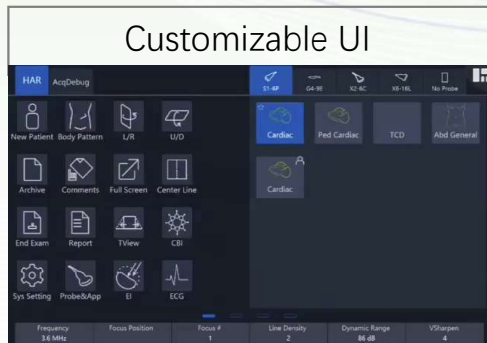 Customizable UI
HAR AcqDebug
S1-4P G4-9E X2-6C X6-16L No Probe
New Patient Body Pattern L/R U/D
Cardiac Ped Cardiac TCD Abd General
Archive Comments Full Screen Center Line
Cardiac
End Exam Report TView CBI
Sys Setting Probe&App EI ECG
Frequency Focus Position Focus # Line Density Dynamic Range VSharpen
3.6 MHz 1 2 86 dB 4